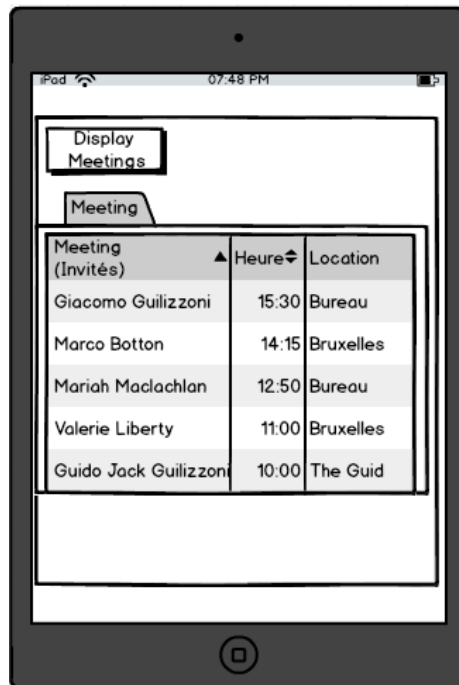 iPad 07:48 PM
Display
Meetings
Meeting
Meeting
(Invités) Heure Location
Giacomo Guilizzoni 15:30 Bureau
Marco Botton 14:15 Bruxelles
Mariah Maclachlan 12:50 Bureau
Valerie Liberty 11:00 Bruxelles
Guido Jack Guilizzoni 10:00 The Guid